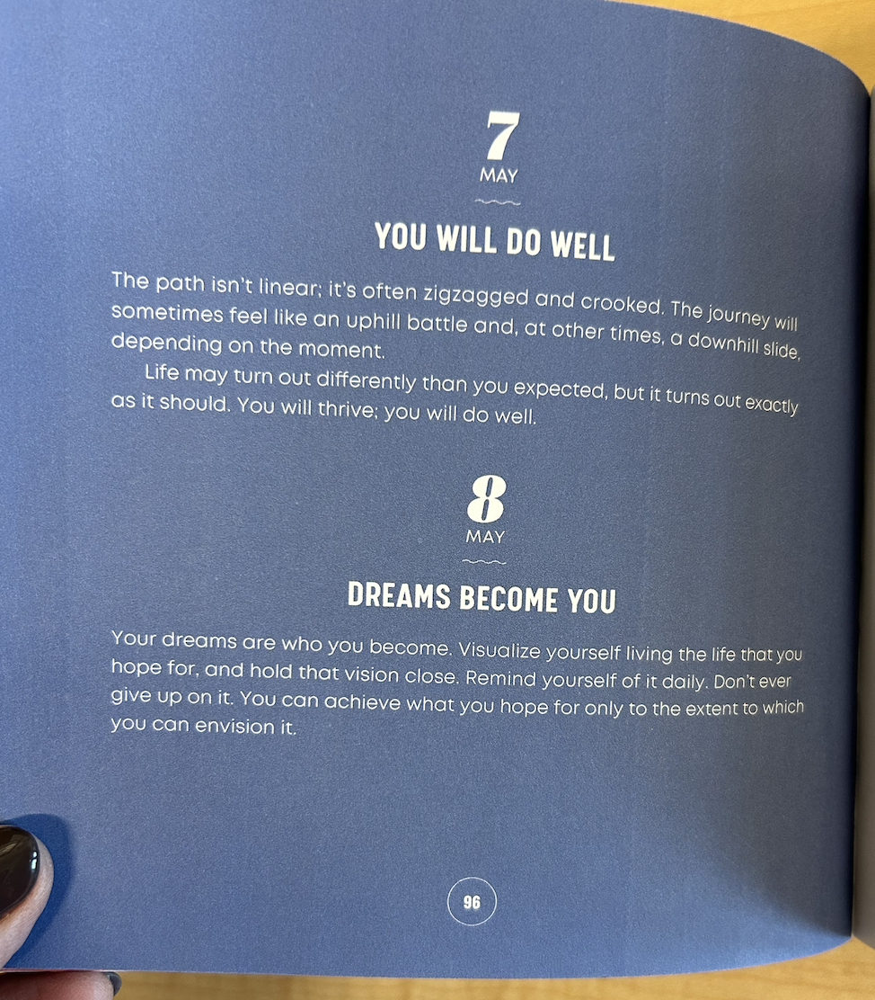 7
MAY
YOU WILL DO WELL
The path isn't linear; it's often zigzagged and crooked. The journey will
sometimes feel like an uphill battle and, at other times, a downhill slide,
depending on the moment.
Life may turn out differently than you expected, but it turns out exactly
as it should. You will thrive; you will do well.
8
MAY
DREAMS BECOME YOU
Your dreams are who you become. Visualize yourself living the life that you
hope for, and hold that vision close. Remind yourself of it daily. Don't ever
give up on it. You can achieve what you hope for only to the extent to which
you can envision it.
96